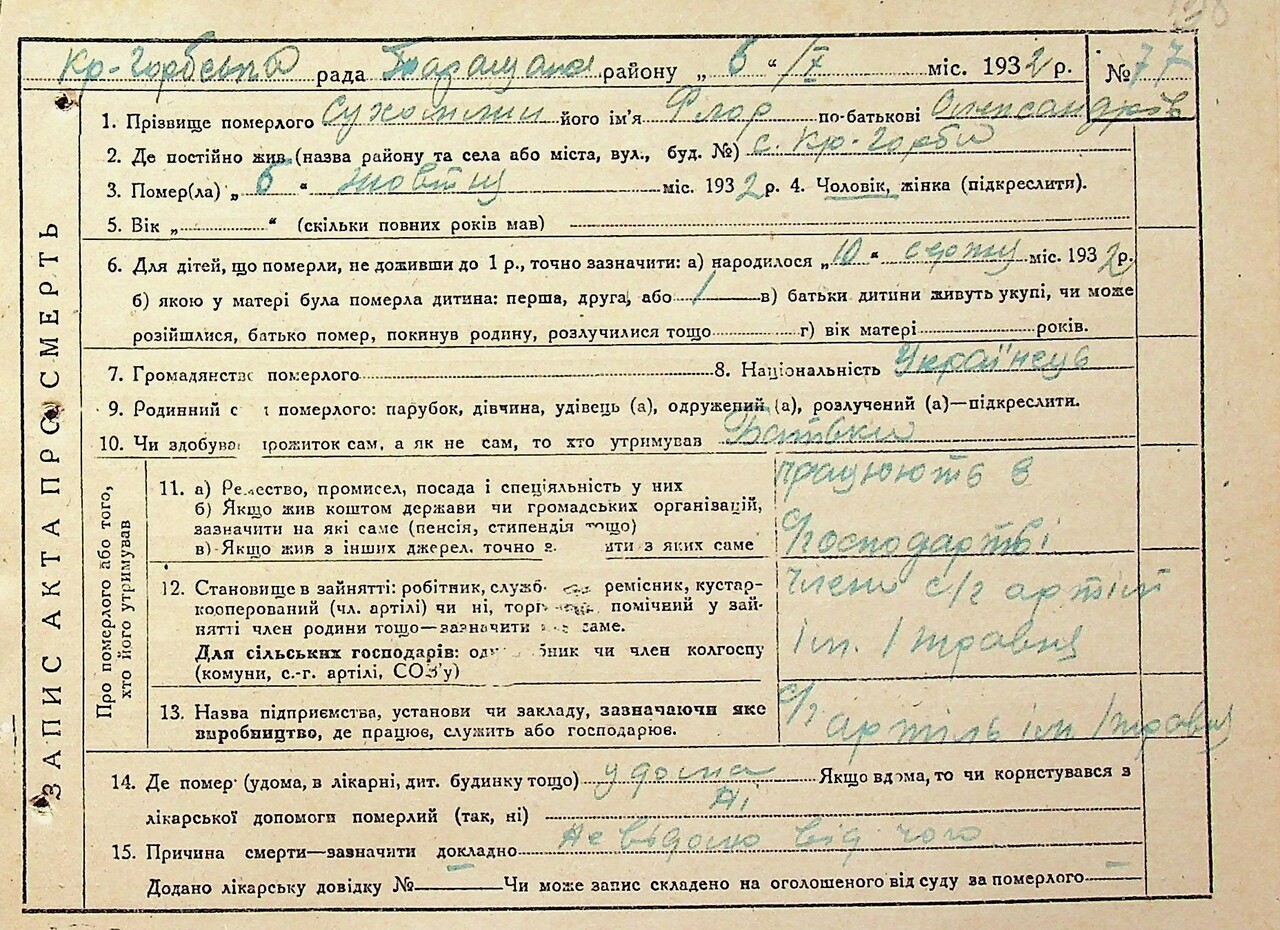 Кр-Горбська рада Таращан. району „ 6 “ /X міс. 1932 р. № 77
1. Прізвище померлого Сухомлин його ім'я Флор по-батькові Олександров
2. Де постійно жив (назва району та села або міста, вул., буд. №) с. Кр-Горби
3. Помер(ла) „ 6 “ жовтня міс. 1932 р. 4. Чоловік, жінка (підкреслити).
5. Вік „ “ (скільки повних років мав)
6. Для дітей, що померли, не доживши до 1 р., точно зазначити: а) народилося „ 10 “ серпня міс. 1932 р.
б) якою у матері була померла дитина: перша, друга, або 1 в) батьки дитини живуть укупі, чи може
розійшлися, батько помер, покинув родину, розлучилися тощо г) вік матері років.
7. Громадянство померлого 8. Національність Українець
9. Родинний с померлого: парубок, дівчина, удівець (а), одружений (а), розлучений (а)—підкреслити.
10. Чи здобував прожиток сам, а як не сам, то хто утримував Батьки
11. а) Ремество, промисел, посада і спеціяльність у них
б) Якщо жив коштом держави чи громадських організацій,
зазначити на які саме (пенсія, стипендія тощо)
в) Якщо жив з інших джерел, точно з ити з яких саме
працюють в
Господарстві
12. Становище в зайнятті: робітник, служб ремісник, кустар-
кооперований (чл. артілі) чи ні, торг помічний у зай-
нятті член родини тощо—зазначити саме.
Для сільських господарів: од бник чи член колгоспу
(комуни, с.-г. артілі, СОЗ'у)
члени с/г артіли
ім. 1 травня
13. Назва підприємства, установи чи закладу, зазначаючи яке
виробництво, де працює, служить або господарює.
с/г
артіль ім 1 травня
14. Де помер (удома, в лікарні, дит. будинку тощо) удома Якщо вдома, то чи користувався з
лікарської допомоги померлий (так, ні) Ні
15. Причина смерти—зазначити докладно Не відомо від чого
Додано лікарську довідку № — Чи може запис складено на оголошеного від суду за померлого —
ЗАПИС АКТА ПРО СМЕРТЬ
Про померлого або того,
хто його утримував